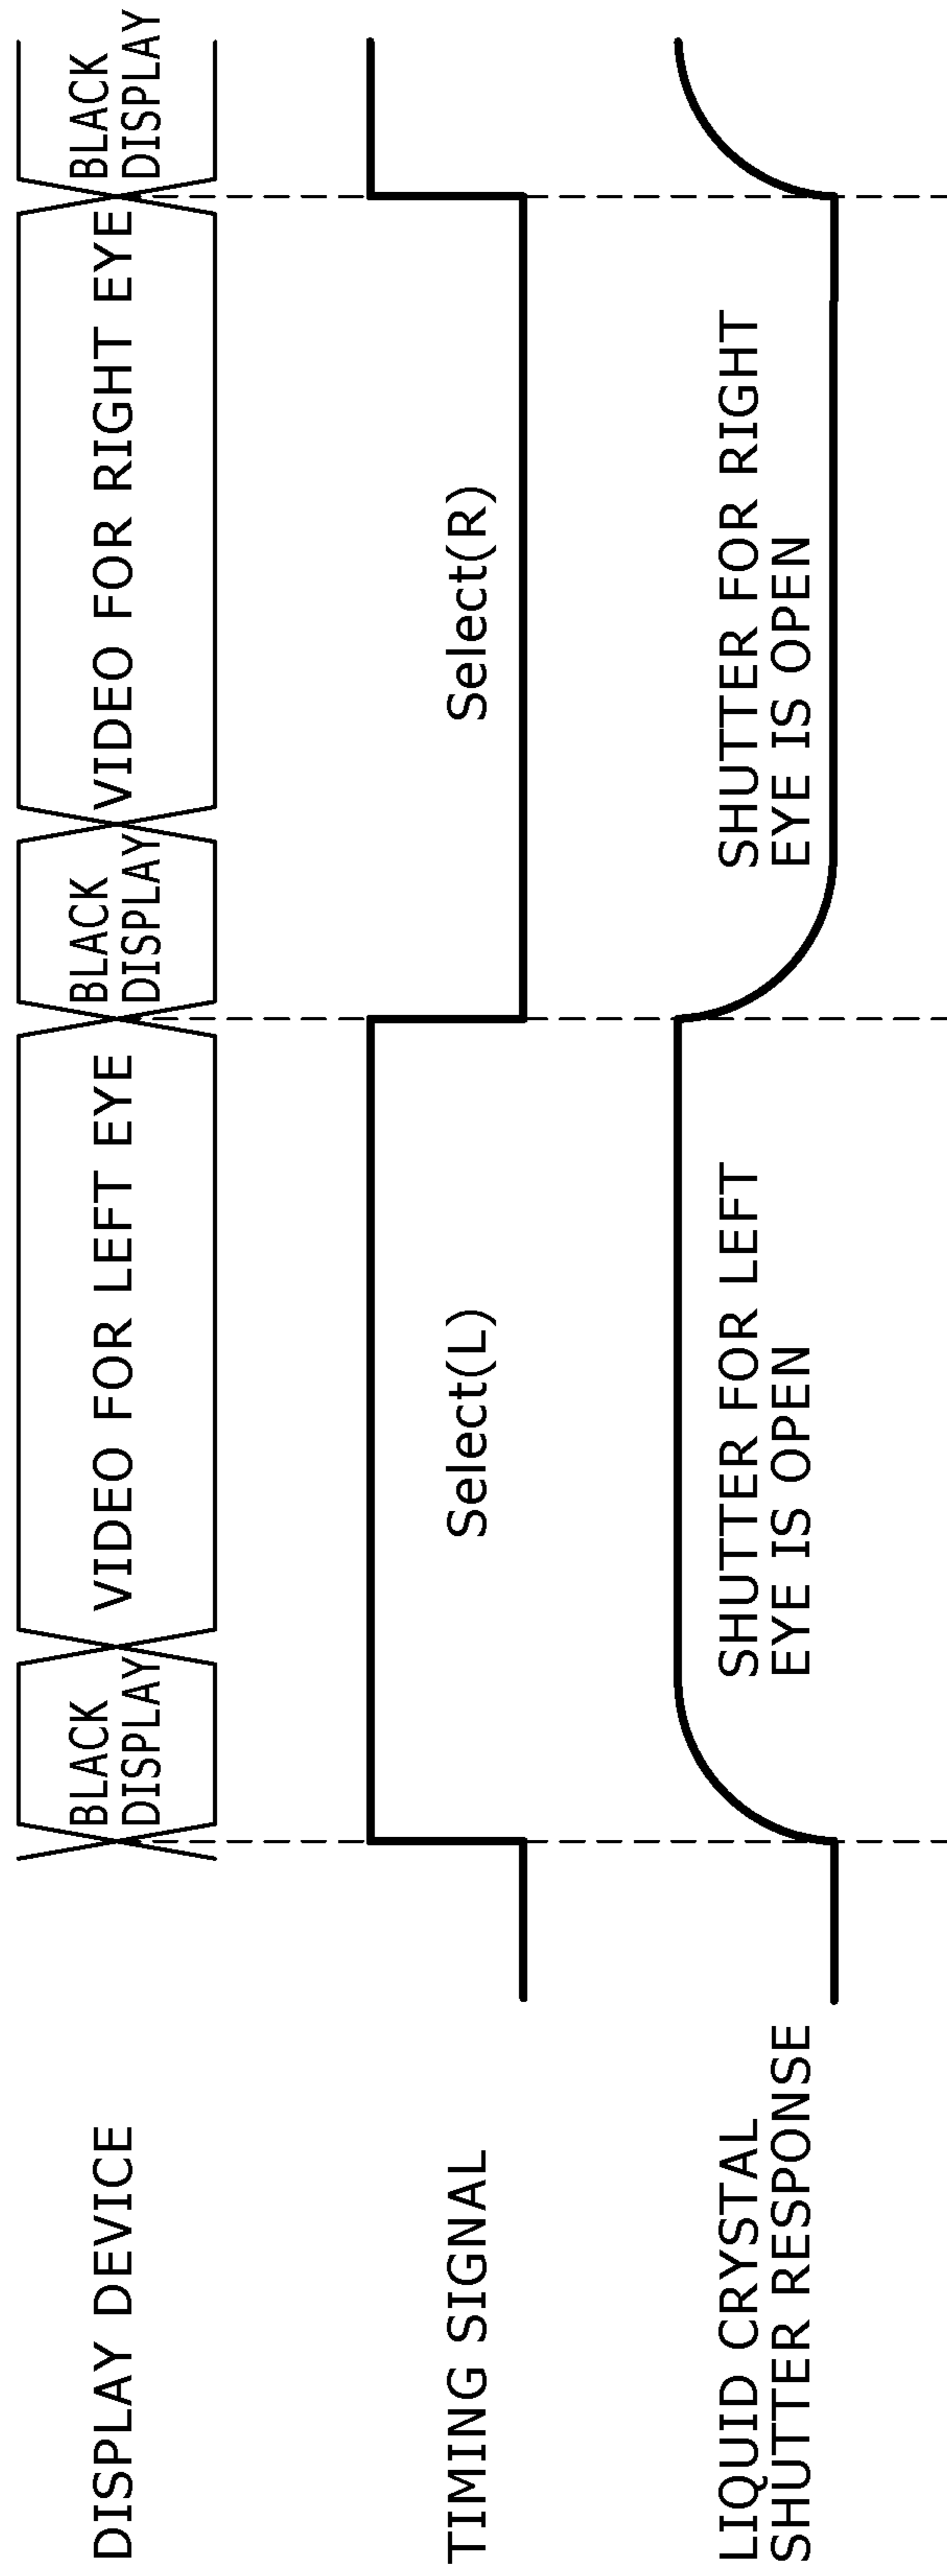 DISPLAY DEVICE
BLACK
DISPLAY
VIDEO FOR LEFT EYE
BLACK
DISPLAY
VIDEO FOR RIGHT EYE
BLACK
DISPLAY
TIMING SIGNAL
Select(L)
Select(R)
LIQUID CRYSTAL
SHUTTER RESPONSE
SHUTTER FOR LEFT
EYE IS OPEN
SHUTTER FOR RIGHT
EYE IS OPEN